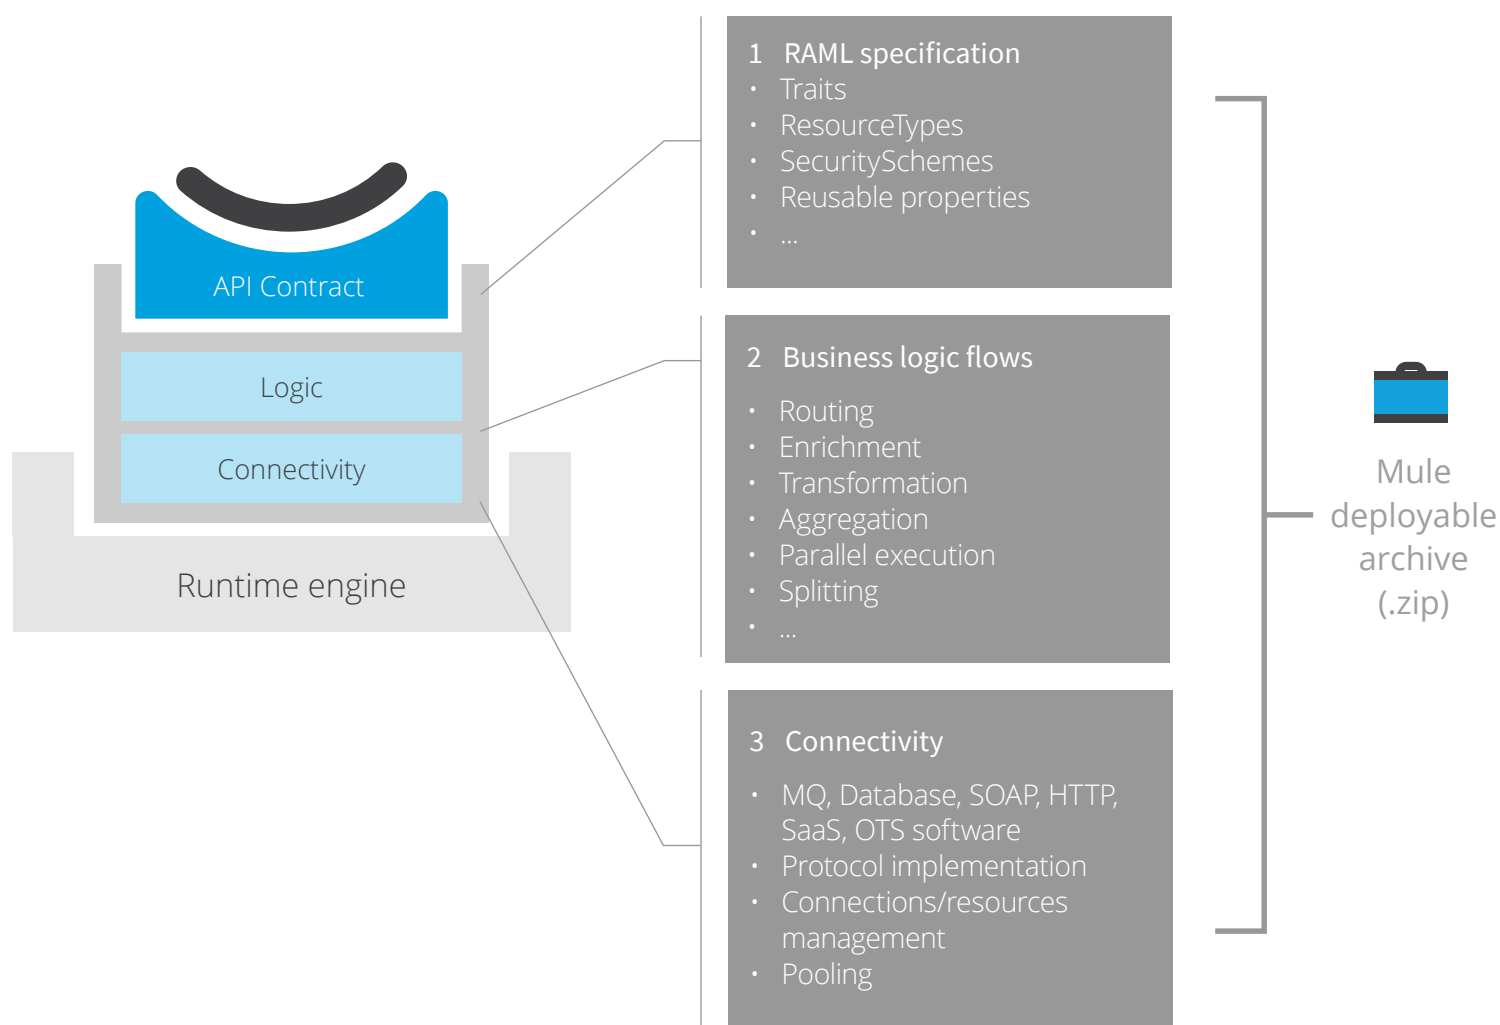 API Contract
Logic
Connectivity
Runtime engine
1 RAML specification
• Traits
• ResourceTypes
• SecuritySchemes
• Reusable properties
• ...
2 Business logic flows
• Routing
• Enrichment
• Transformation
• Aggregation
• Parallel execution
• Splitting
• ...
3 Connectivity
• MQ, Database, SOAP, HTTP,
SaaS, OTS software
• Protocol implementation
• Connections/resources
management
• Pooling
Mule
deployable
archive
(.zip)